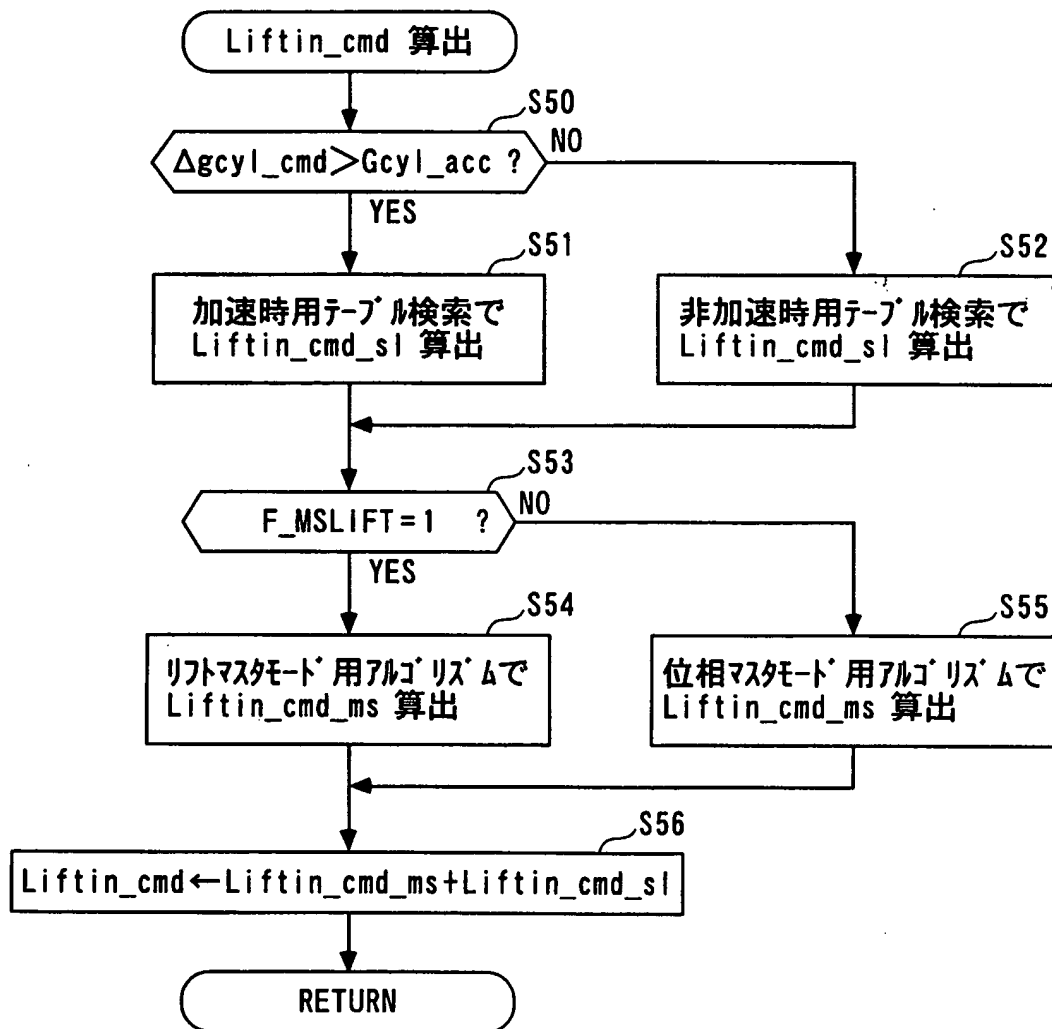 Liftin_cmd 算出
S50
Δgcyl_cmd＞Gcyl_acc ?
NO
YES
S51
加速時用テーブル検索で
Liftin_cmd_sl 算出
S52
非加速時用テーブル検索で
Liftin_cmd_sl 算出
S53
F_MSLIFT=1 ?
NO
YES
S54
リフトマスタモード用アルゴリズムで
Liftin_cmd_ms 算出
S55
位相マスタモード用アルゴリズムで
Liftin_cmd_ms 算出
S56
Liftin_cmd←Liftin_cmd_ms+Liftin_cmd_sl
RETURN